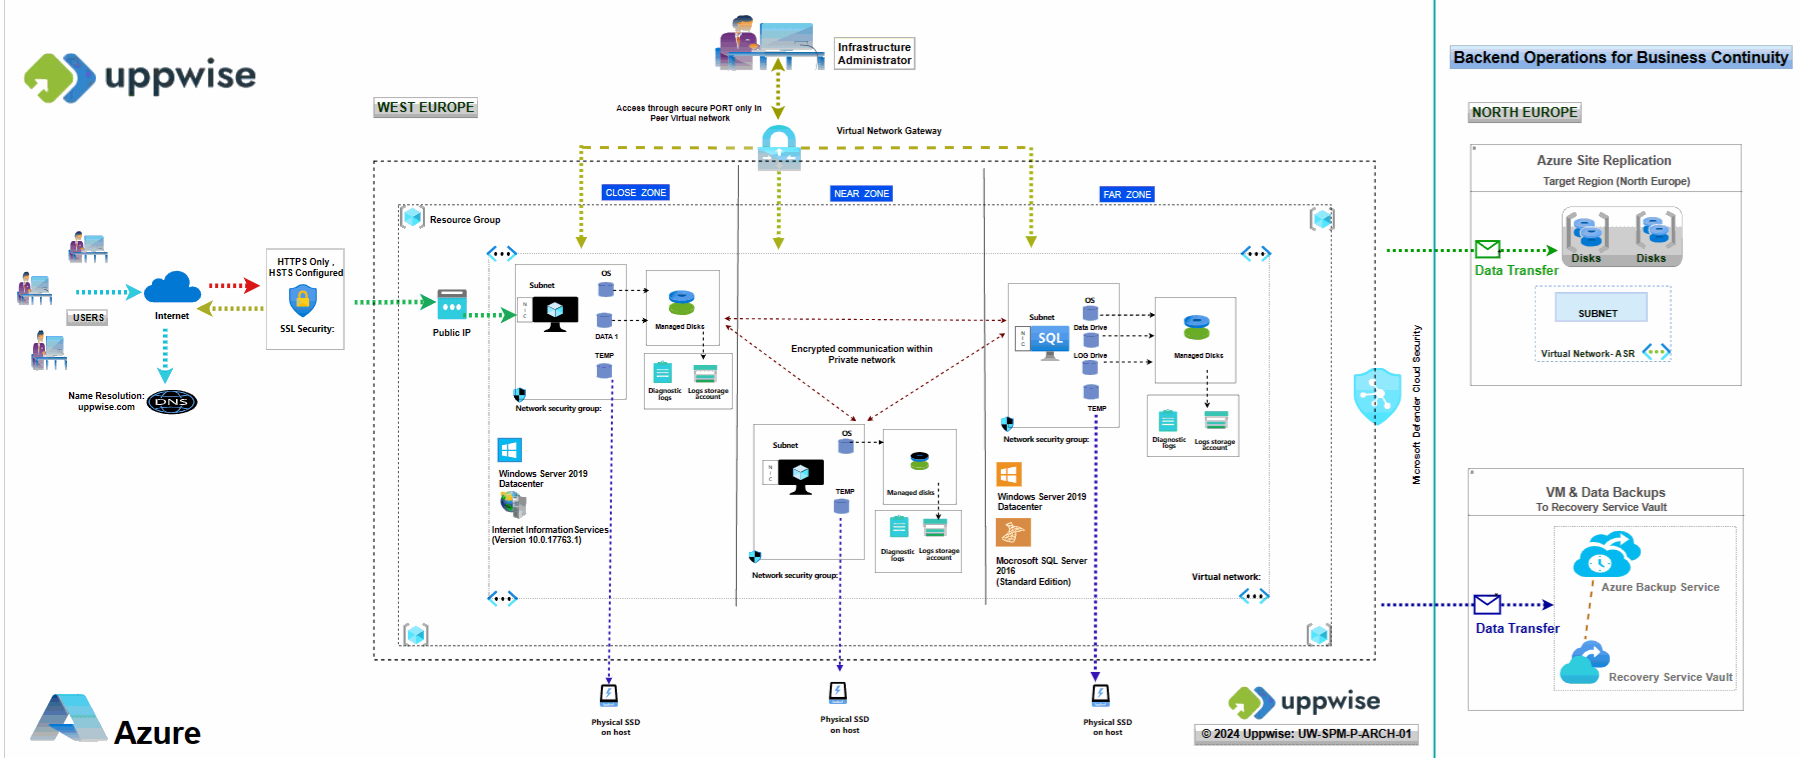 uppwise
Infrastructure
Administrator
Backend Operations for Business Continuity
WEST EUROPE
Access through secure PORT only in
Peer Virtual network
Virtual Network Gateway
NORTH EUROPE
CLOSE ZONE
NEAR ZONE
FAR ZONE
Resource Group
Azure Site Replication
Target Region (North Europe)
Disks
Disks
Data Transfer
SUBNET
Virtual Network- ASR
HTTPS Only ,
HSTS Configured
SSL Security:
USERS
Internet
Name Resolution:
uppwise.com
DNS
Public IP
Subnet
N
I
C
OS
DATA 1
TEMP
Managed Disks
Diagnostic
logs
Logs storage
account
Network security group:
Windows Server 2019
Datacenter
Internet InformationServices
(Version 10.0.17763.1)
Encrypted communication within
Private network
Subnet
N
I
C
OS
TEMP
Managed disks
Diagnostic
logs
Logs storage
account
Network security group:
Subnet
N
I
C
SQL
OS
Data Drive
LOG Drive
TEMP
Managed Disks
Diagnostic
logs
Logs storage
account
Network security group:
Windows Server 2019
Datacenter
Mocrosoft SQL Server
2016
(Standard Edition)
Virtual network:
Microsoft Defender Cloud Security
VM & Data Backups
To Recovery Service Vault
Azure Backup Service
Data Transfer
Recovery Service Vault
Physical SSD
on host
Physical SSD
on host
Physical SSD
on host
Azure
uppwise
© 2024 Uppwise: UW-SPM-P-ARCH-01